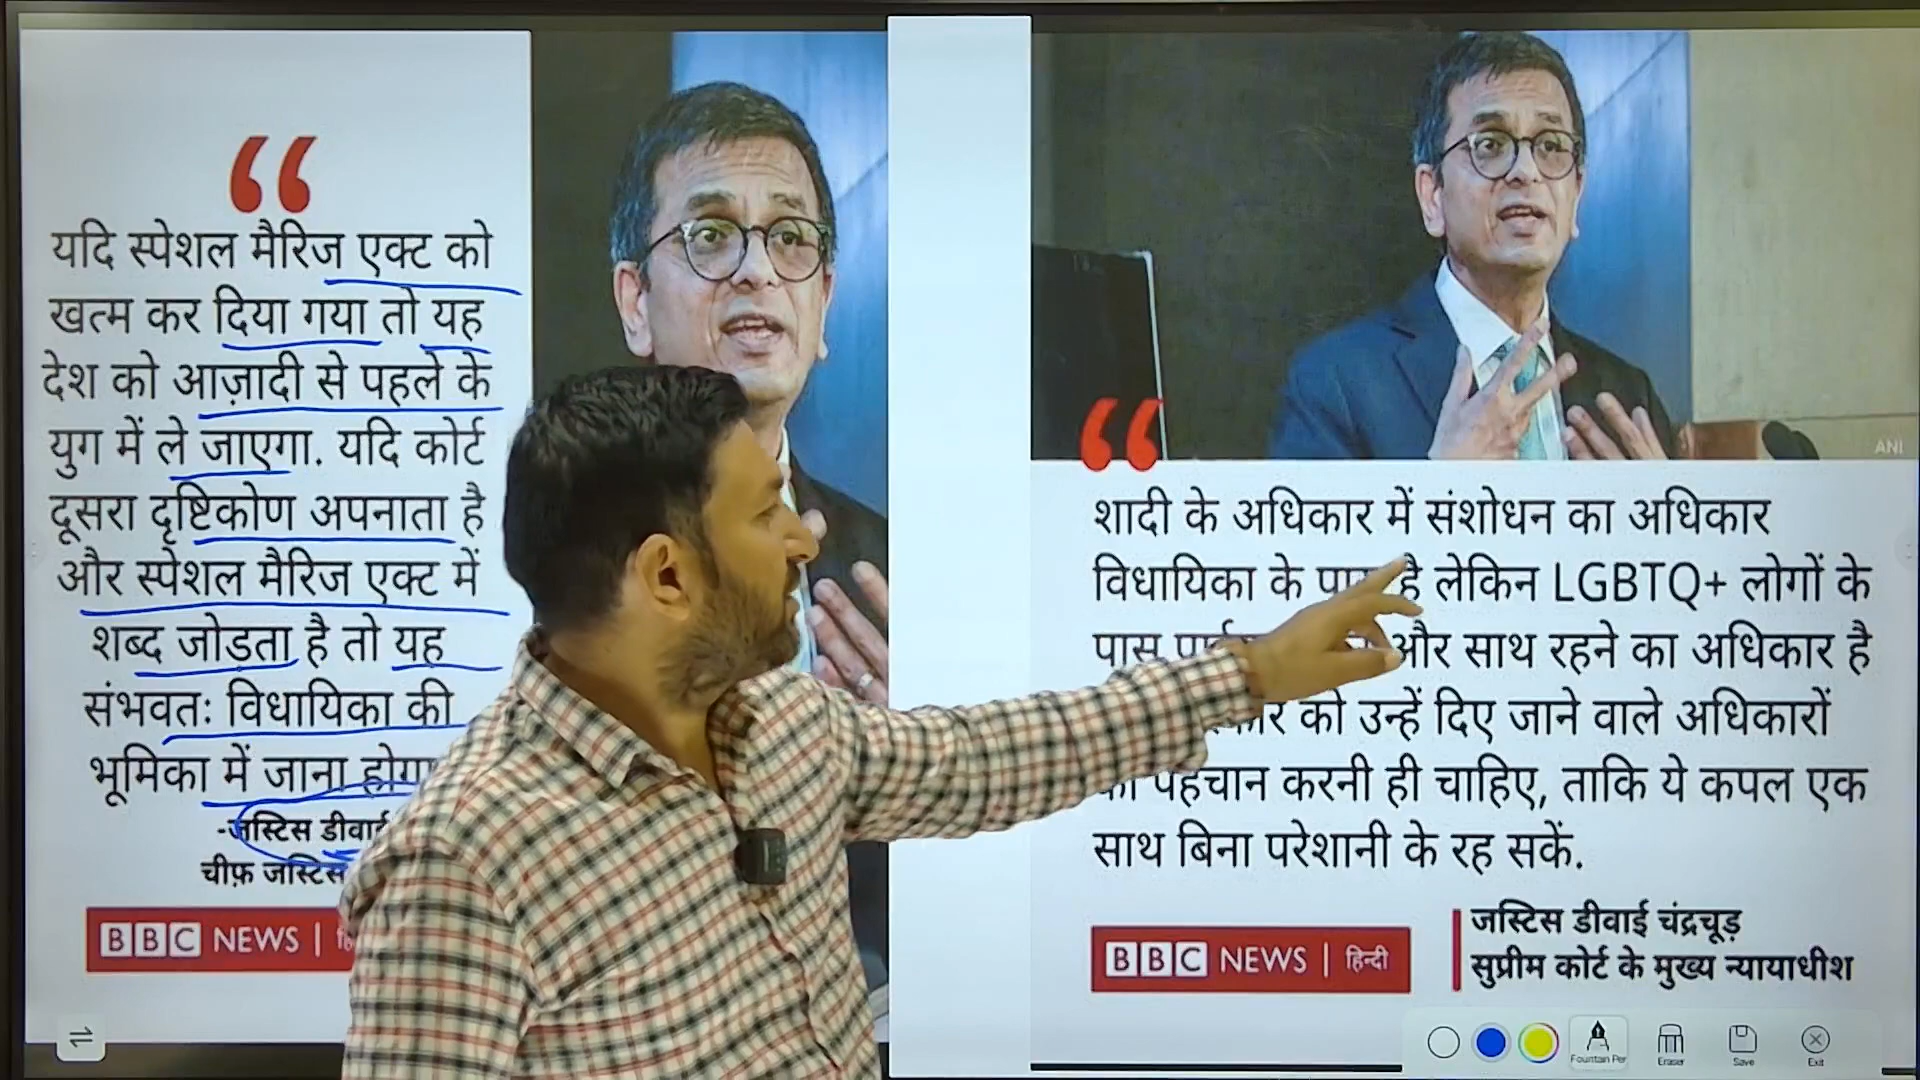 यदि स्पेशल मैरिज एक्ट को
खत्म कर दिया गया तो यह
देश को आज़ादी से पहले के
युग में ले जाएगा. यदि कोर्ट
दूसरा दृष्टिकोण अपनाता है
और स्पेशल मैरिज एक्ट में
शब्द जोड़ता है तो यह
संभवतः विधायिका की
भूमिका में जाना होगा
-जस्टिस डीवाई
चीफ़ जस्टिस
BBC NEWS |
ANI
शादी के अधिकार में संशोधन का अधिकार
विधायिका के है लेकिन LGBTQ+ लोगों के
पास और साथ रहने का अधिकार है
को उन्हें दिए जाने वाले अधिकारों
पहचान करनी ही चाहिए, ताकि ये कपल एक
साथ बिना परेशानी के रह सकें.
BBC NEWS | हिन्दी
जस्टिस डीवाई चंद्रचूड़
सुप्रीम कोर्ट के मुख्य न्यायाधीश
Fountain Pen
Eraser
Save
Exit